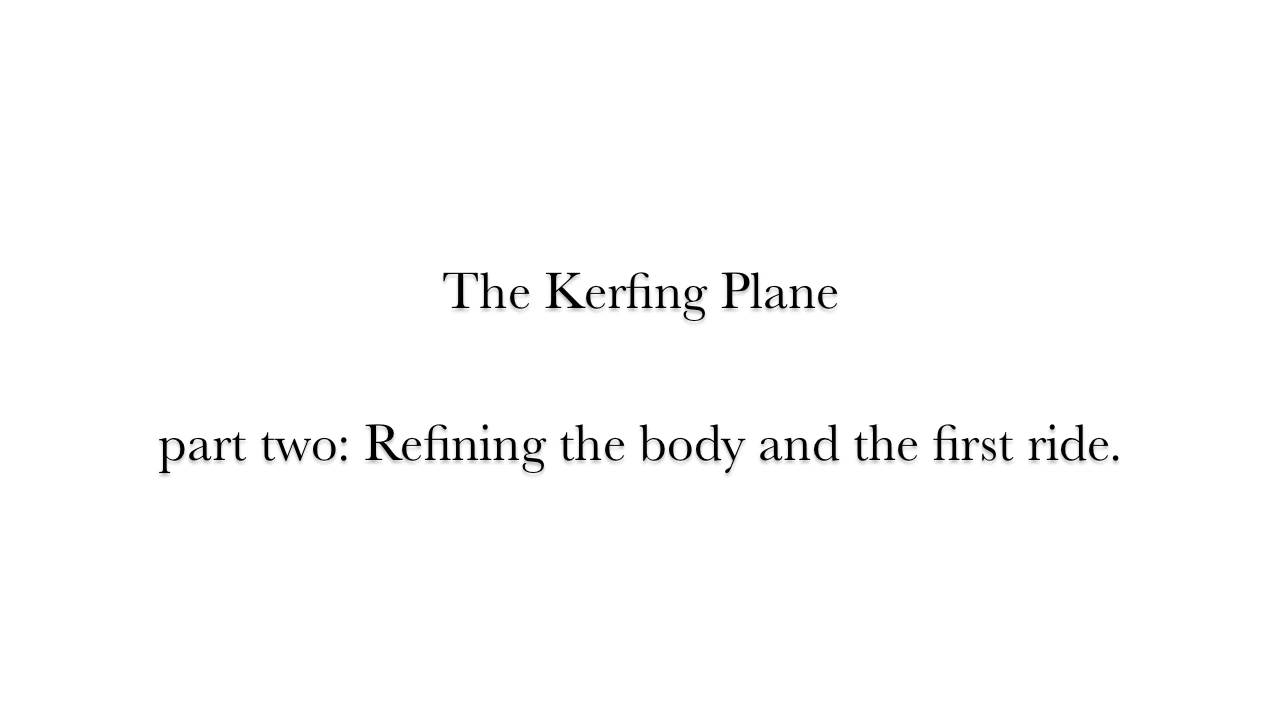 The Kerfing Plane
part two: Refining the body and the first ride.